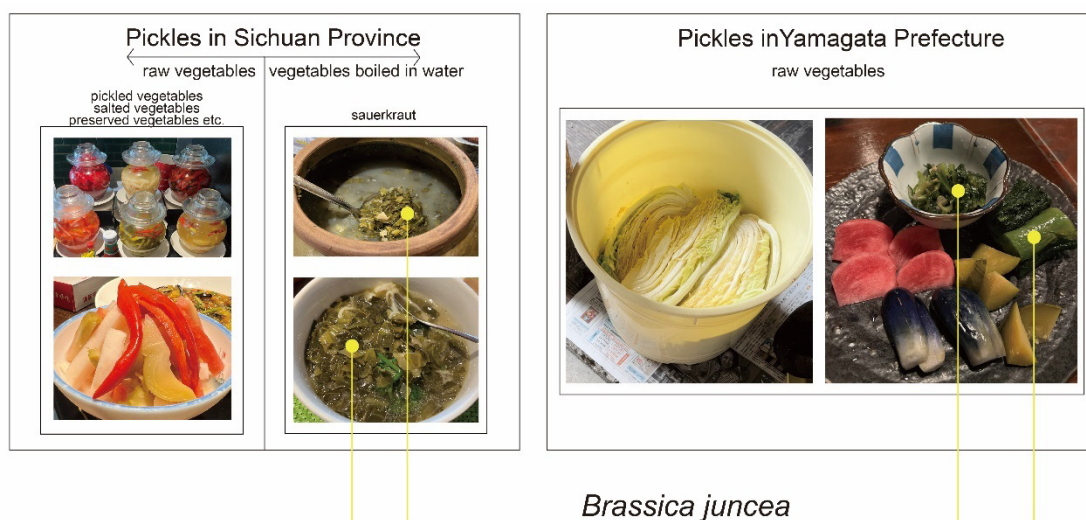 Pickles in Sichuan Province
raw vegetables
vegetables boiled in water
pickled vegetables
salted vegetables
preserved vegetables etc.
sauerkraut
Pickles inYamagata Prefecture
raw vegetables
Brassica juncea